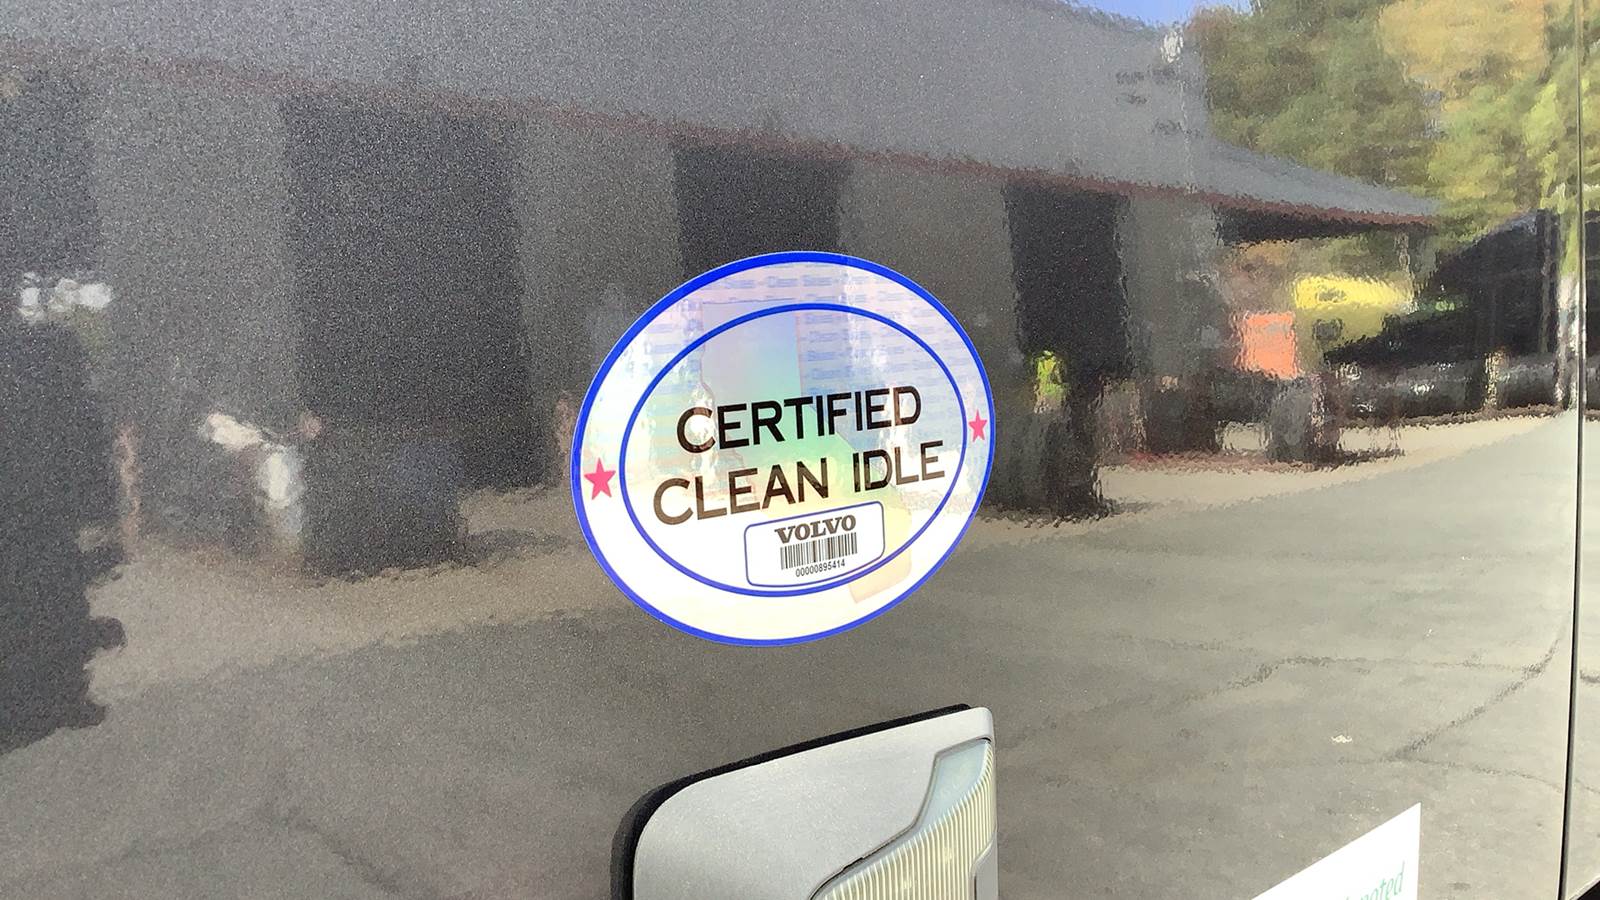 CERTIFIED
CLEAN IDLE
VOLVO
00000895414